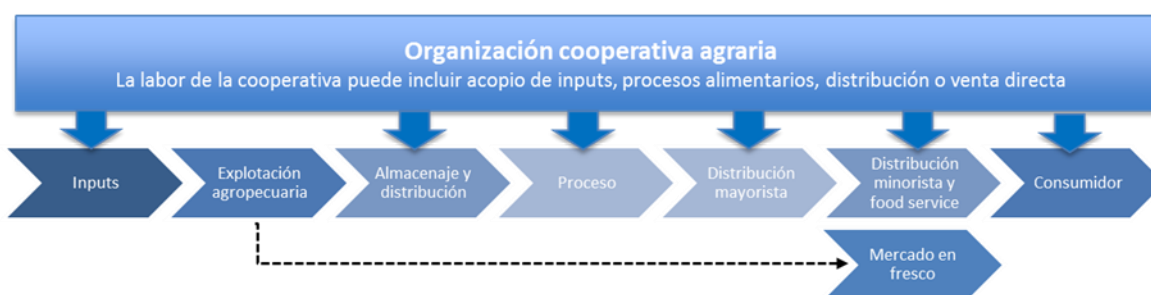 Organización cooperativa agraria
La labor de la cooperativa puede incluir acopio de inputs, procesos alimentarios, distribución o venta directa
Inputs
Explotación
agropecuaria
Almacenaje y
distribución
Proceso
Distribución
mayorista
Distribución
minorista y
food service
Consumidor
Mercado en
fresco